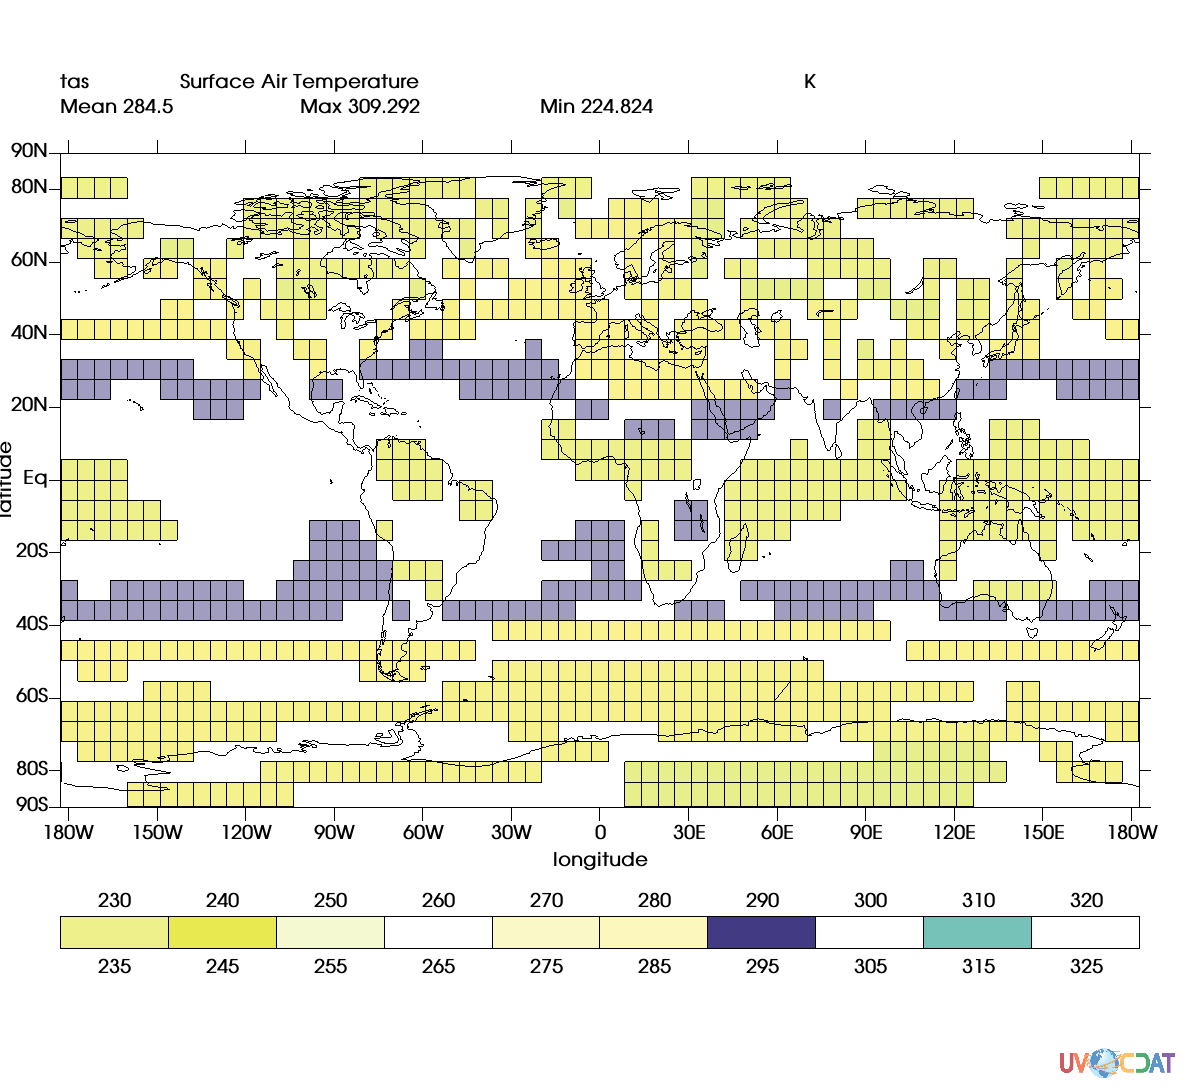 tas Surface Air Temperature K
Mean 284.5 Max 309.292 Min 224.824
90N
80N
60N
40N
20N
Eq
20S
40S
60S
80S
90S
latitude
180W 150W 120W 90W 60W 30W 0 30E 60E 90E 120E 150E 180W
longitude
230 240 250 260 270 280 290 300 310 320
235 245 255 265 275 285 295 305 315 325
UV CDAT